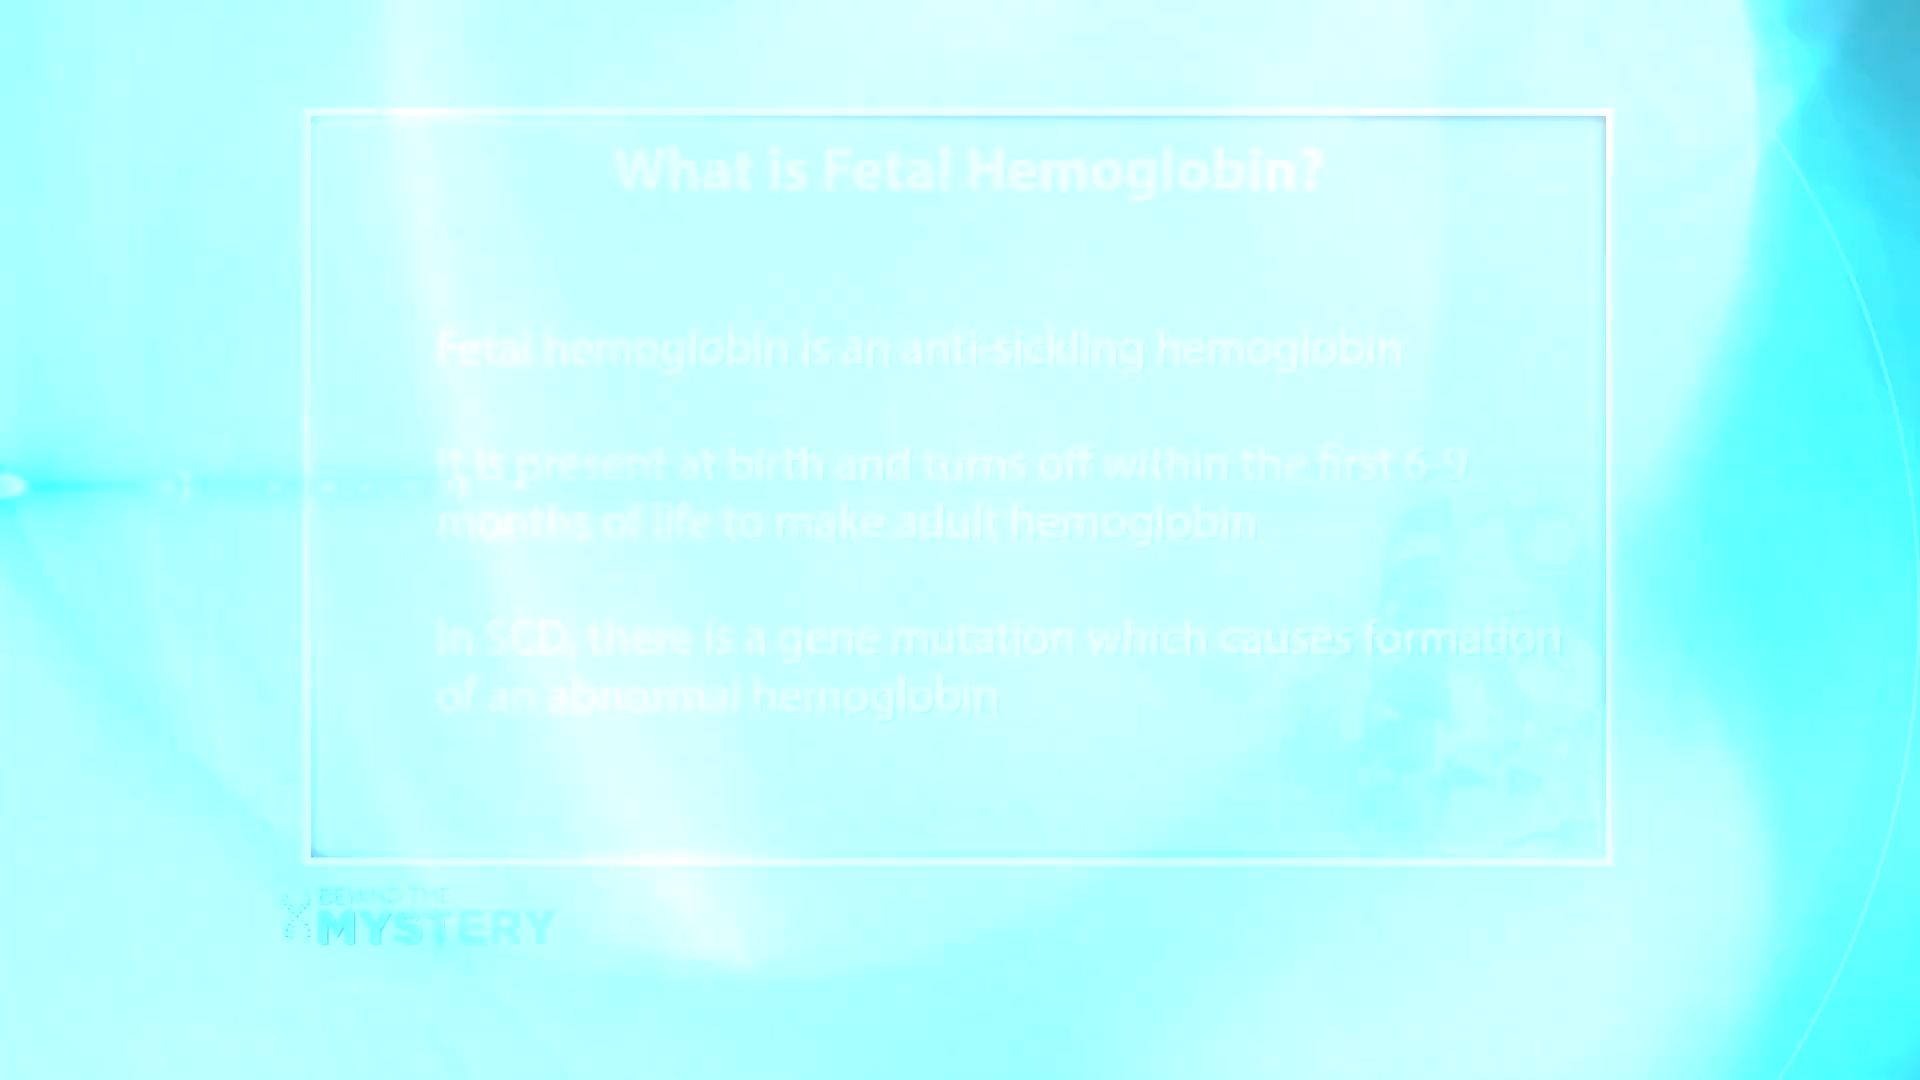 What is Fetal Hemoglobin?
Fetal hemoglobin is an anti-sickling hemoglobin
It is present at birth and turns off within the first 6-9
months of life to make adult hemoglobin
In SCD, there is a gene mutation which causes formation
of an abnormal hemoglobin
BEHIND THE
MYSTERY